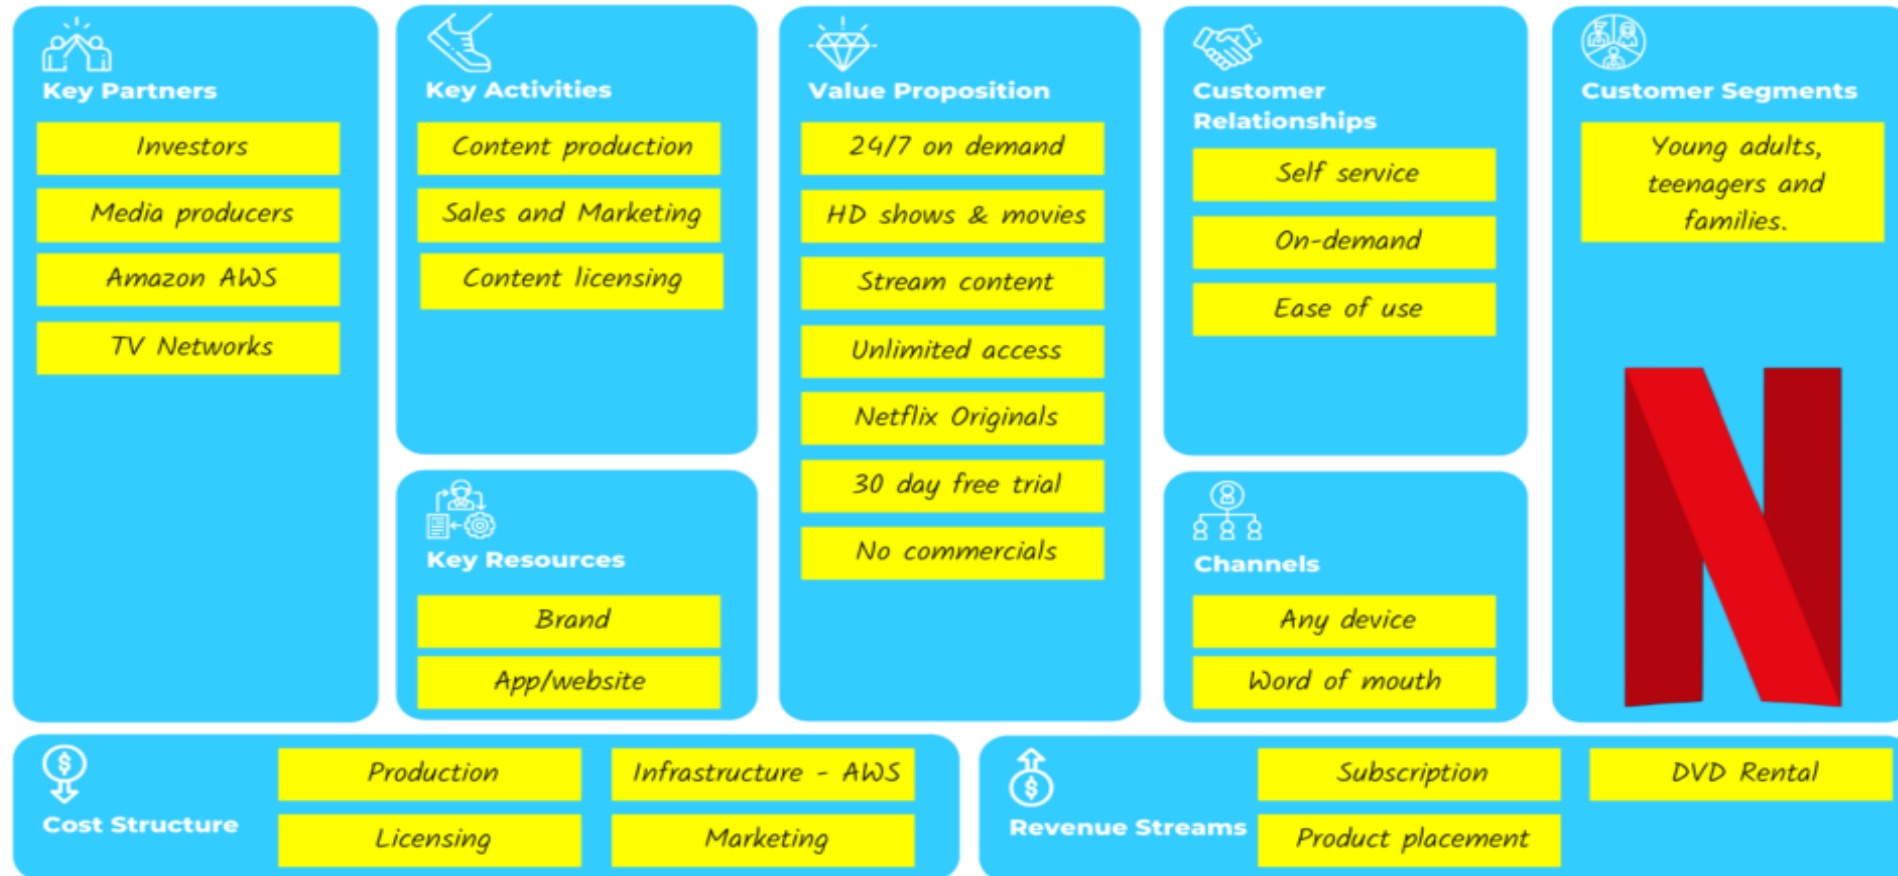 Key Partners
Investors
Media producers
Amazon AWS
TV Networks
Key Activities
Content production
Sales and Marketing
Content licensing
Key Resources
Brand
App/website
Value Proposition
24/7 on demand
HD shows & movies
Stream content
Unlimited access
Netflix Originals
30 day free trial
No commercials
Customer
Relationships
Self service
On-demand
Ease of use
Channels
Any device
Word of mouth
Customer Segments
Young adults,
teenagers and
families.
N
Cost Structure
Production
Infrastructure - AWS
Licensing
Marketing
Revenue Streams
Subscription
DVD Rental
Product placement